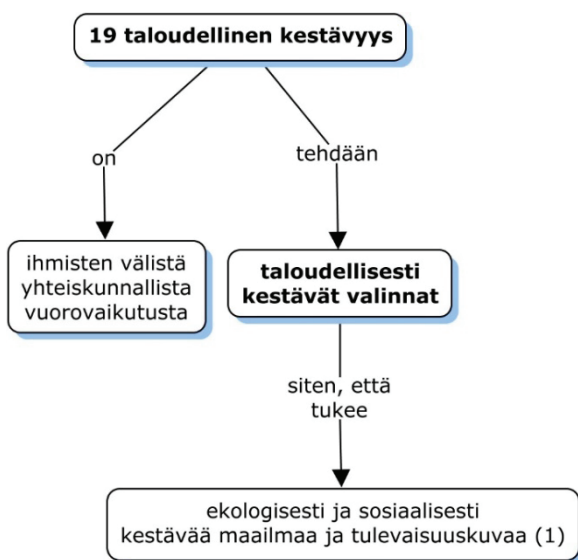 19 taloudellinen kestävyys
on
tehdään
ihmisten välistä
yhteiskunnallista
vuorovaikutusta
taloudellisesti
kestävät valinnat
siten, että
tukee
ekologisesti ja sosiaalisesti
kestävää maailmaa ja tulevaisuuskuvaa (1)